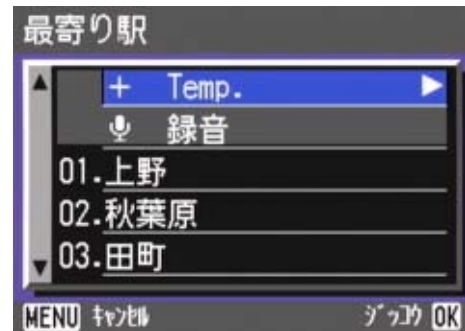 最寄り駅
+ Temp.
録音
01.上野
02.秋葉原
03.田町
MENU ｷｬﾝｾﾙ ｼﾞｯｺｳ OK